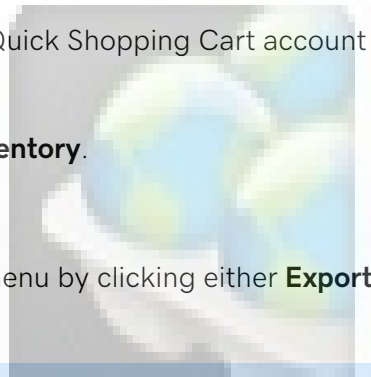 Quick Shopping Cart account
entory.
enu by clicking either Export